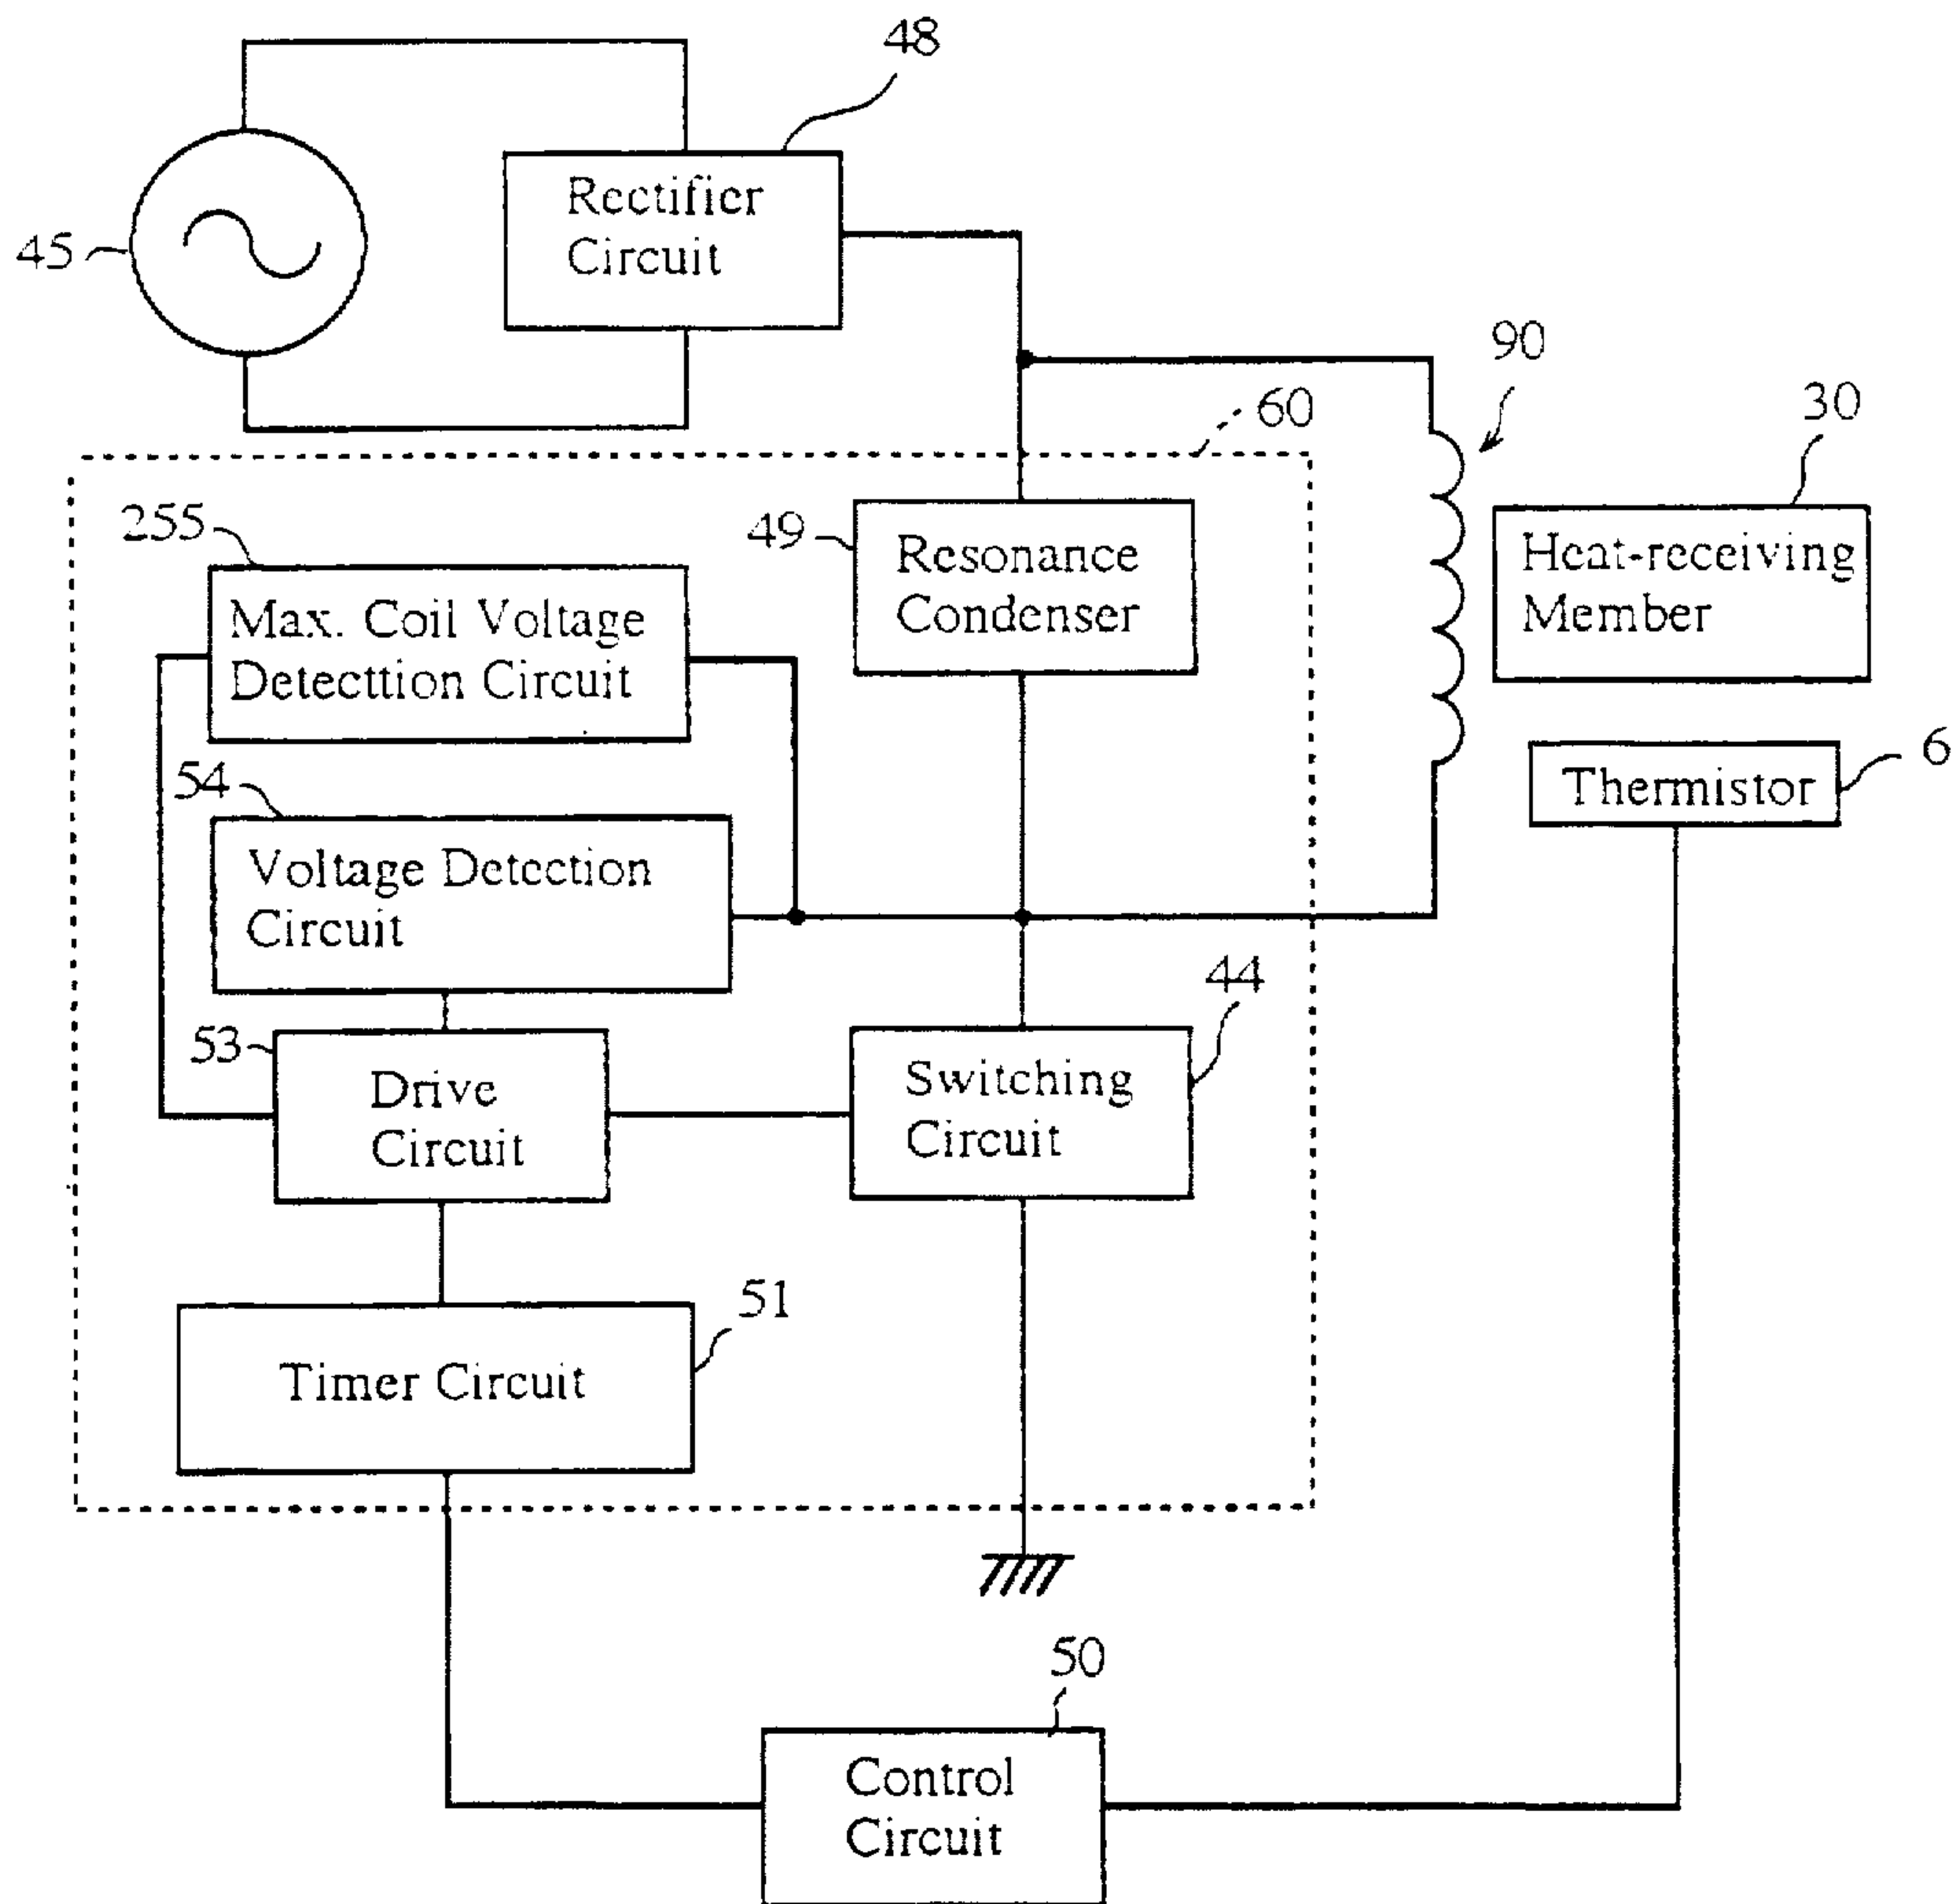 48
Rectifier
Circuit
45
90
60
30
255
49
Resonance
Condenser
Heat-receiving
Member
Max. Coil Voltage
Detecttion Circuit
6
Thermistor
54
Voltage Detection
Circuit
44
53
Drive
Circuit
Switching
Circuit
51
Timer Circuit
50
Control
Circuit